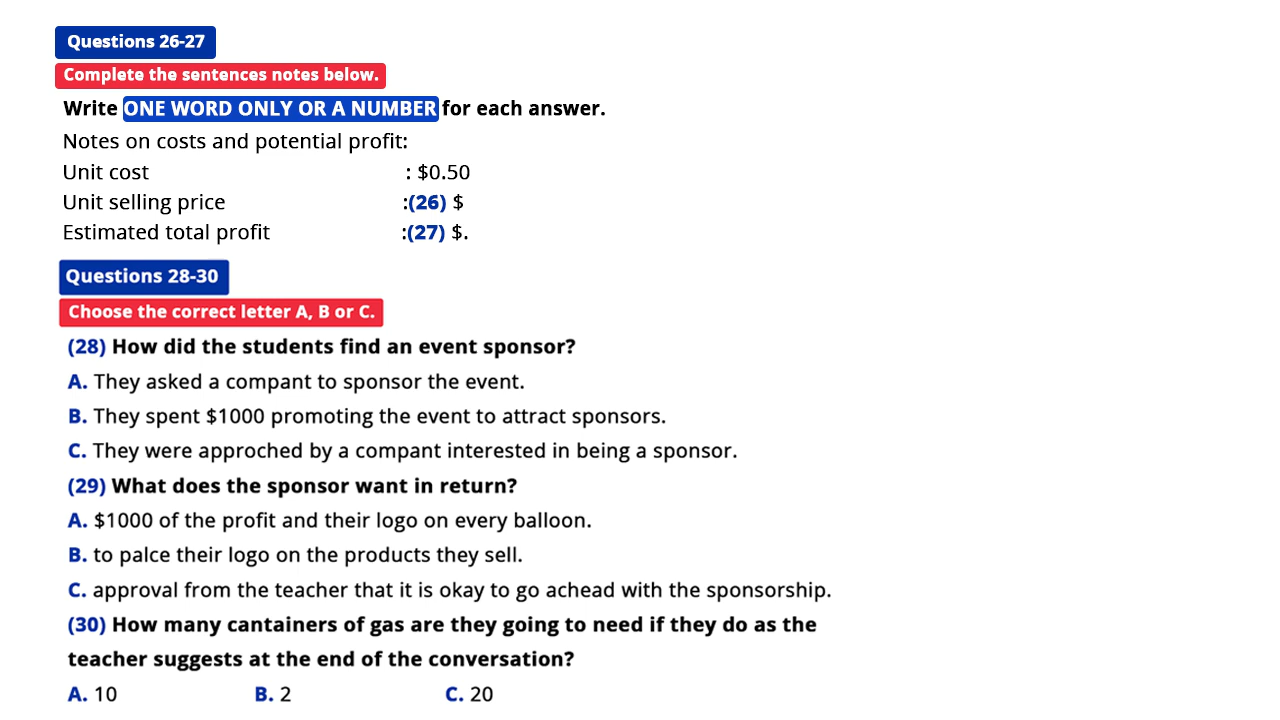 Questions 26-27
Complete the sentences notes below.
Write ONE WORD ONLY OR A NUMBER for each answer.
Notes on costs and potential profit:
Unit cost : $0.50
Unit selling price :(26) $
Estimated total profit :(27) $.
Questions 28-30
Choose the correct letter A, B or C.
(28) How did the students find an event sponsor?
A. They asked a compant to sponsor the event.
B. They spent $1000 promoting the event to attract sponsors.
C. They were approched by a compant interested in being a sponsor.
(29) What does the sponsor want in return?
A. $1000 of the profit and their logo on every balloon.
B. to palce their logo on the products they sell.
C. approval from the teacher that it is okay to go achead with the sponsorship.
(30) How many cantainers of gas are they going to need if they do as the
teacher suggests at the end of the conversation?
A. 10 B. 2 C. 20